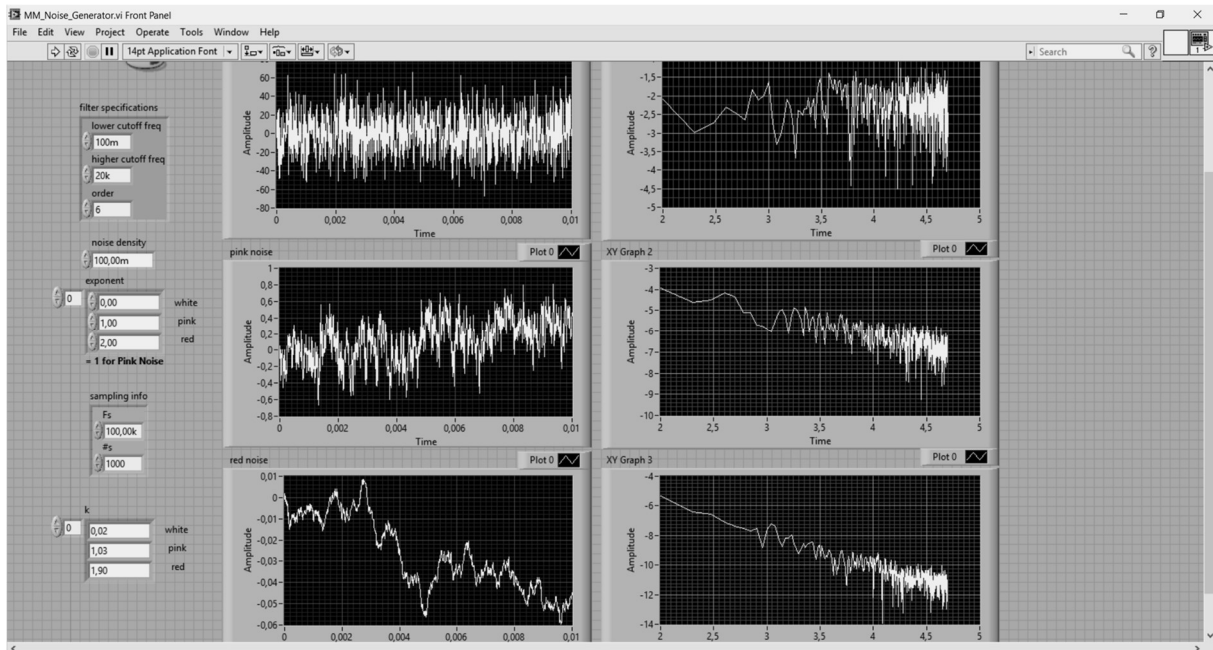 MM_Noise_Generator.vi Front Panel
File Edit View Project Operate Tools Window Help
14pt Application Font
Search
1
filter specifications
lower cutoff freq
100m
higher cutoff freq
20k
order
6
noise density
100,00m
exponent
0
0,00 white
1,00 pink
2,00 red
= 1 for Pink Noise
sampling info
Fs
100,00k
#s
1000
k
0
0,02 white
1,03 pink
1,90 red
Amplitude
60
40
20
0
-20
-40
-60
-80
0 0,002 0,004 0,006 0,008 0,01
Time
Amplitude
-1,5
-2
-2,5
-3
-3,5
-4
-4,5
-5
2 2,5 3 3,5 4 4,5 5
Time
pink noise Plot 0
Amplitude
1
0,8
0,6
0,4
0,2
0
-0,2
-0,4
-0,6
-0,8
0 0,002 0,004 0,006 0,008 0,01
Time
XY Graph 2 Plot 0
Amplitude
-3
-4
-5
-6
-7
-8
-9
-10
2 2,5 3 3,5 4 4,5 5
Time
red noise Plot 0
Amplitude
0,01
0
-0,01
-0,02
-0,03
-0,04
-0,05
-0,06
0 0,002 0,004 0,006 0,008 0,01
XY Graph 3 Plot 0
Amplitude
-4
-6
-8
-10
-12
-14
2 2,5 3 3,5 4 4,5 5